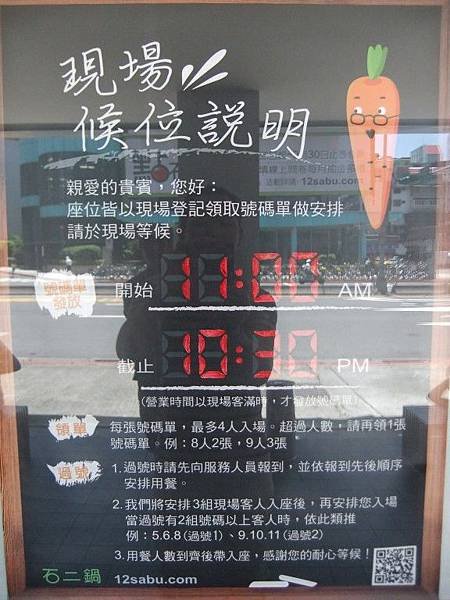 現場
候位說明
親愛的貴賓，您好：
座位皆以現場登記領取號碼單做安排
請於現場等候。
號碼單
發放
開始 11:00 AM
截止 10:30 PM
(營業時間以現場客滿時，才發放號碼單)
領單
每張號碼單，最多4人入場。超過人數，請再領1張
號碼單。例：8人2張，9人3張
過號
1. 過號時請先向服務人員報到，並依報到先後順序
安排用餐。
2. 我們將安排3組現場客人入座後，再安排您入場
當過號有2組號碼以上客人時，依此類推
例：5.6.8 (過號1)、9.10.11 (過號2)
3. 用餐人數到齊後帶入座，感謝您的耐心等候！
石二鍋 12sabu.com
12sabu.com